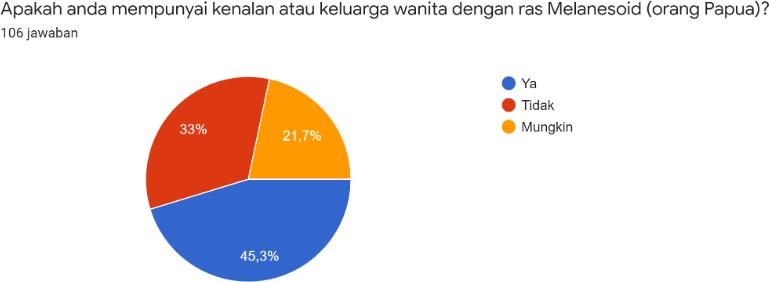 Apakah anda mempunyai kenalan atau keluarga wanita dengan ras Melanesoid (orang Papua)?
106 jawaban
Ya
Tidak
Mungkin
33%
21,7%
45,3%